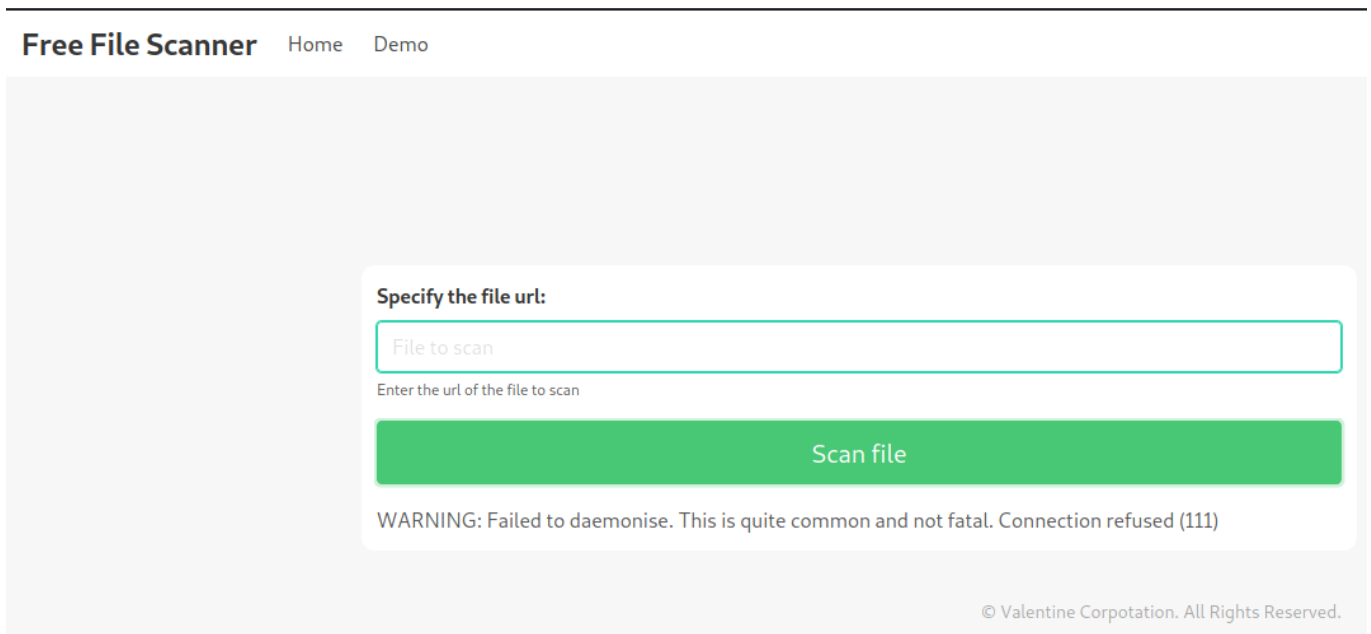 Free File Scanner Home Demo
Specify the file url:
File to scan
Enter the url of the file to scan
Scan file
WARNING: Failed to daemonise. This is quite common and not fatal. Connection refused (111)
© Valentine Corpotation. All Rights Reserved.